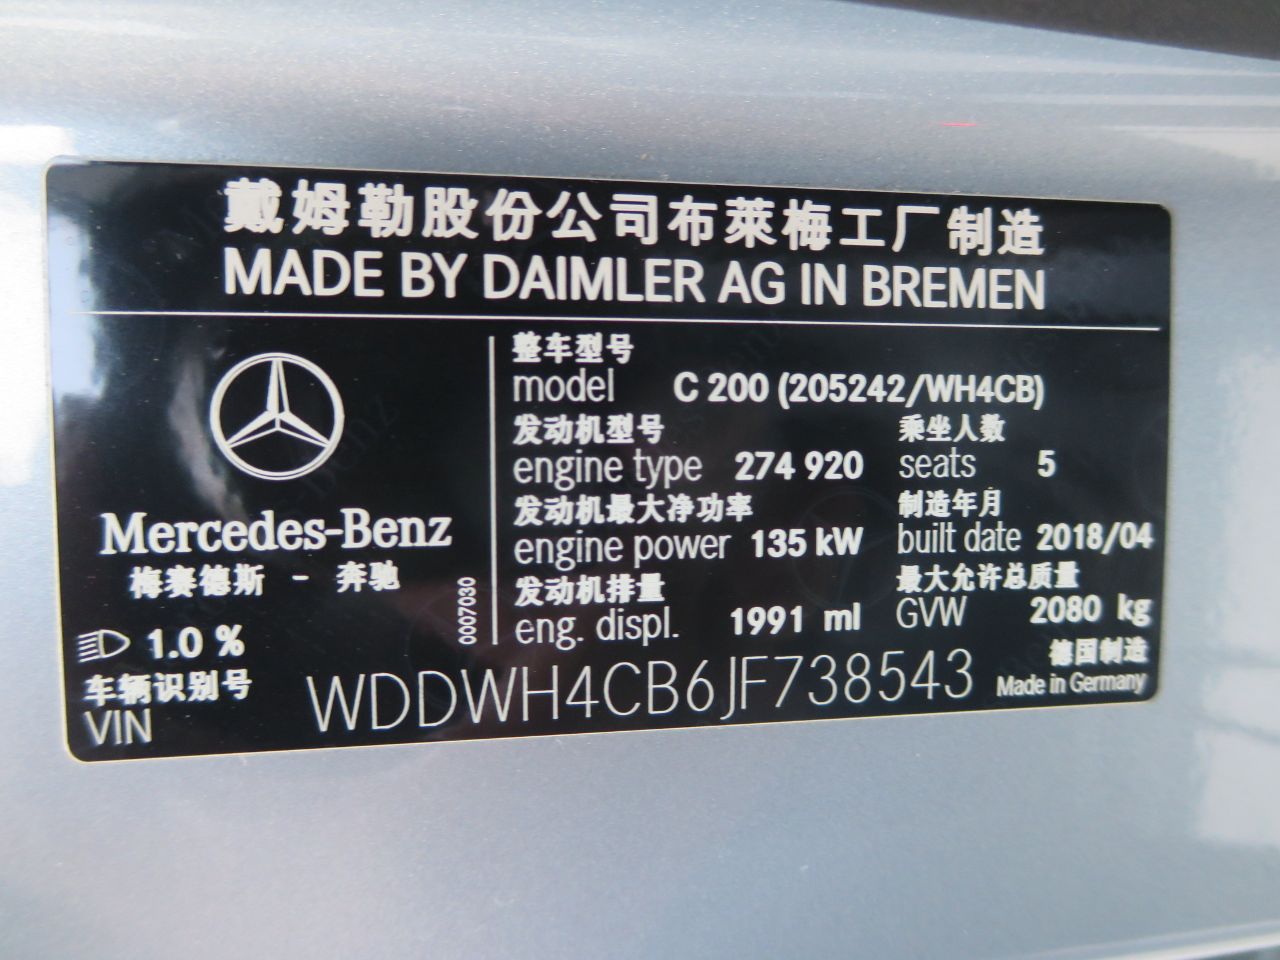 戴姆勒股份公司布萊梅工厂制造
MADE BY DAIMLER AG IN BREMEN
整车型号
model C 200 (205242/WH4CB)
发动机型号 乘坐人数
engine type 274 920 seats 5
发动机最大净功率 制造年月
engine power 135 kW built date 2018/04
发动机排量 最大允许总质量
eng. displ. 1991 ml GVW 2080 kg
Mercedes-Benz
梅赛德斯 - 奔驰
0007030
1.0 %
德国制造
Made in Germany
车辆识别号
VIN WDDWH4CB6JF738543